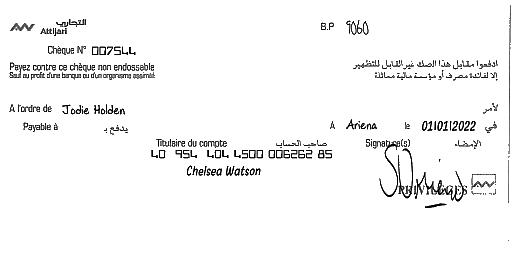 التجاري
Attijari
B.P 9060
Chèque N° 007544
Payez contre ce chèque non endossable
Sauf au profit d'une banque ou d'un organisme assimilé
ادفعوا مقابل هذا الصك غير القابل للتظهير
إلا لفائدة مصرف أو مؤسسة مالية مماثلة
A l'ordre de Jodie Holden لأمر
Payable à يدفع بـ A Ariena le 01/01/2022 في
Titulaire du compte صاحب الحساب Signature(s) الإمضاء
40 954 404 4500 006262 85
Chelsea Watson
PRIVILEGES